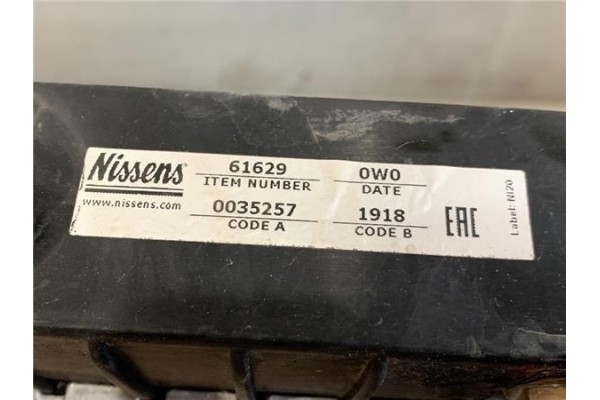 Nissens
www.nissens.com
61629
ITEM NUMBER
0W0
DATE
0035257
CODE A
1918
CODE B
EAC
Label: NI20